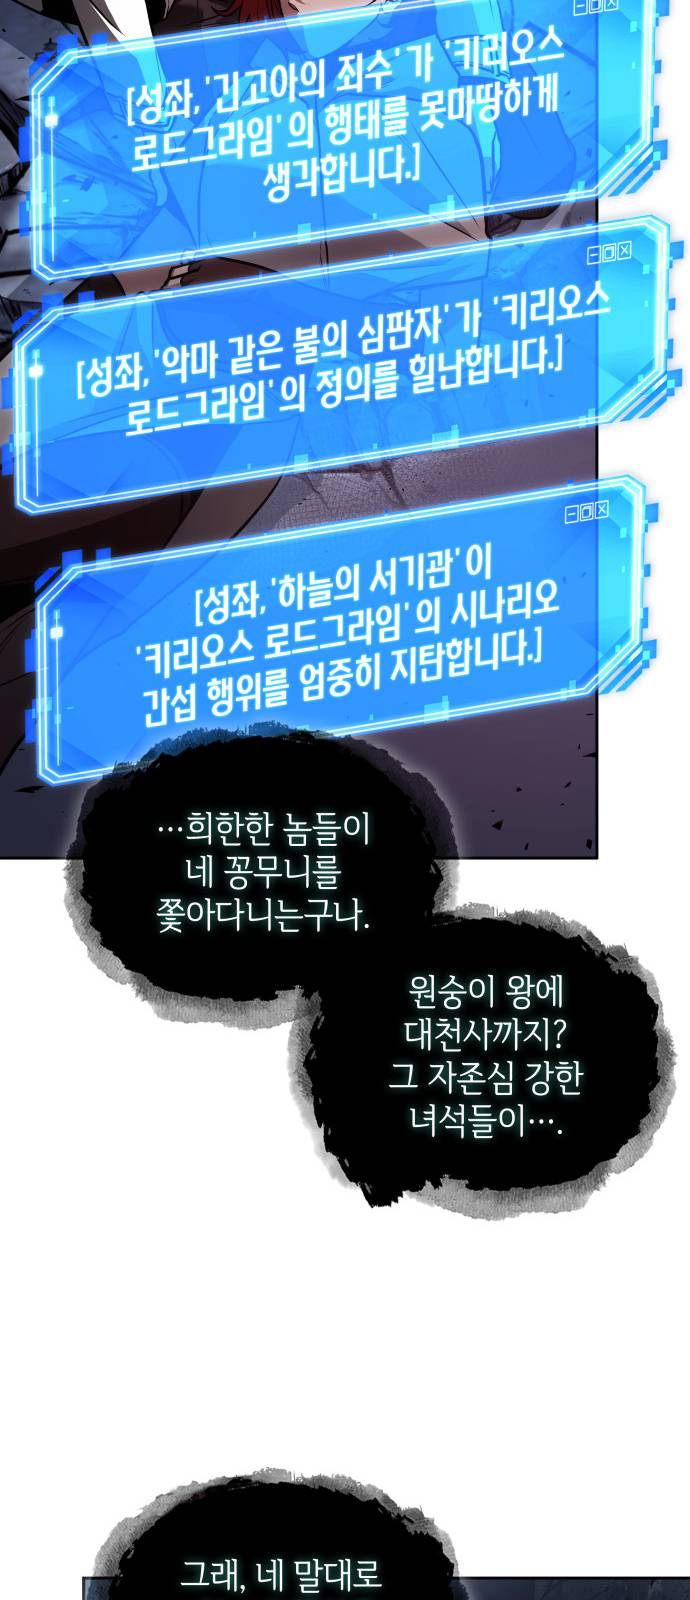 [성좌, '긴고아의 죄수' 가 '키리오스
로드그라임' 의 행태를 못마땅하게
생각합니다.]
[성좌, '악마 같은 불의 심판자' 가 '키리오스
로드그라임' 의 정의를 힐난합니다.]
[성좌, '하늘의 서기관' 이
'키리오스 로드그라임' 의 시나리오
간섭 행위를 엄중히 지탄합니다.]
…희한한 놈들이
네 꽁무니를
쫓아다니는구나.
원숭이 왕에
대천사까지?
그 자존심 강한
녀석들이….
그래, 네 말대로